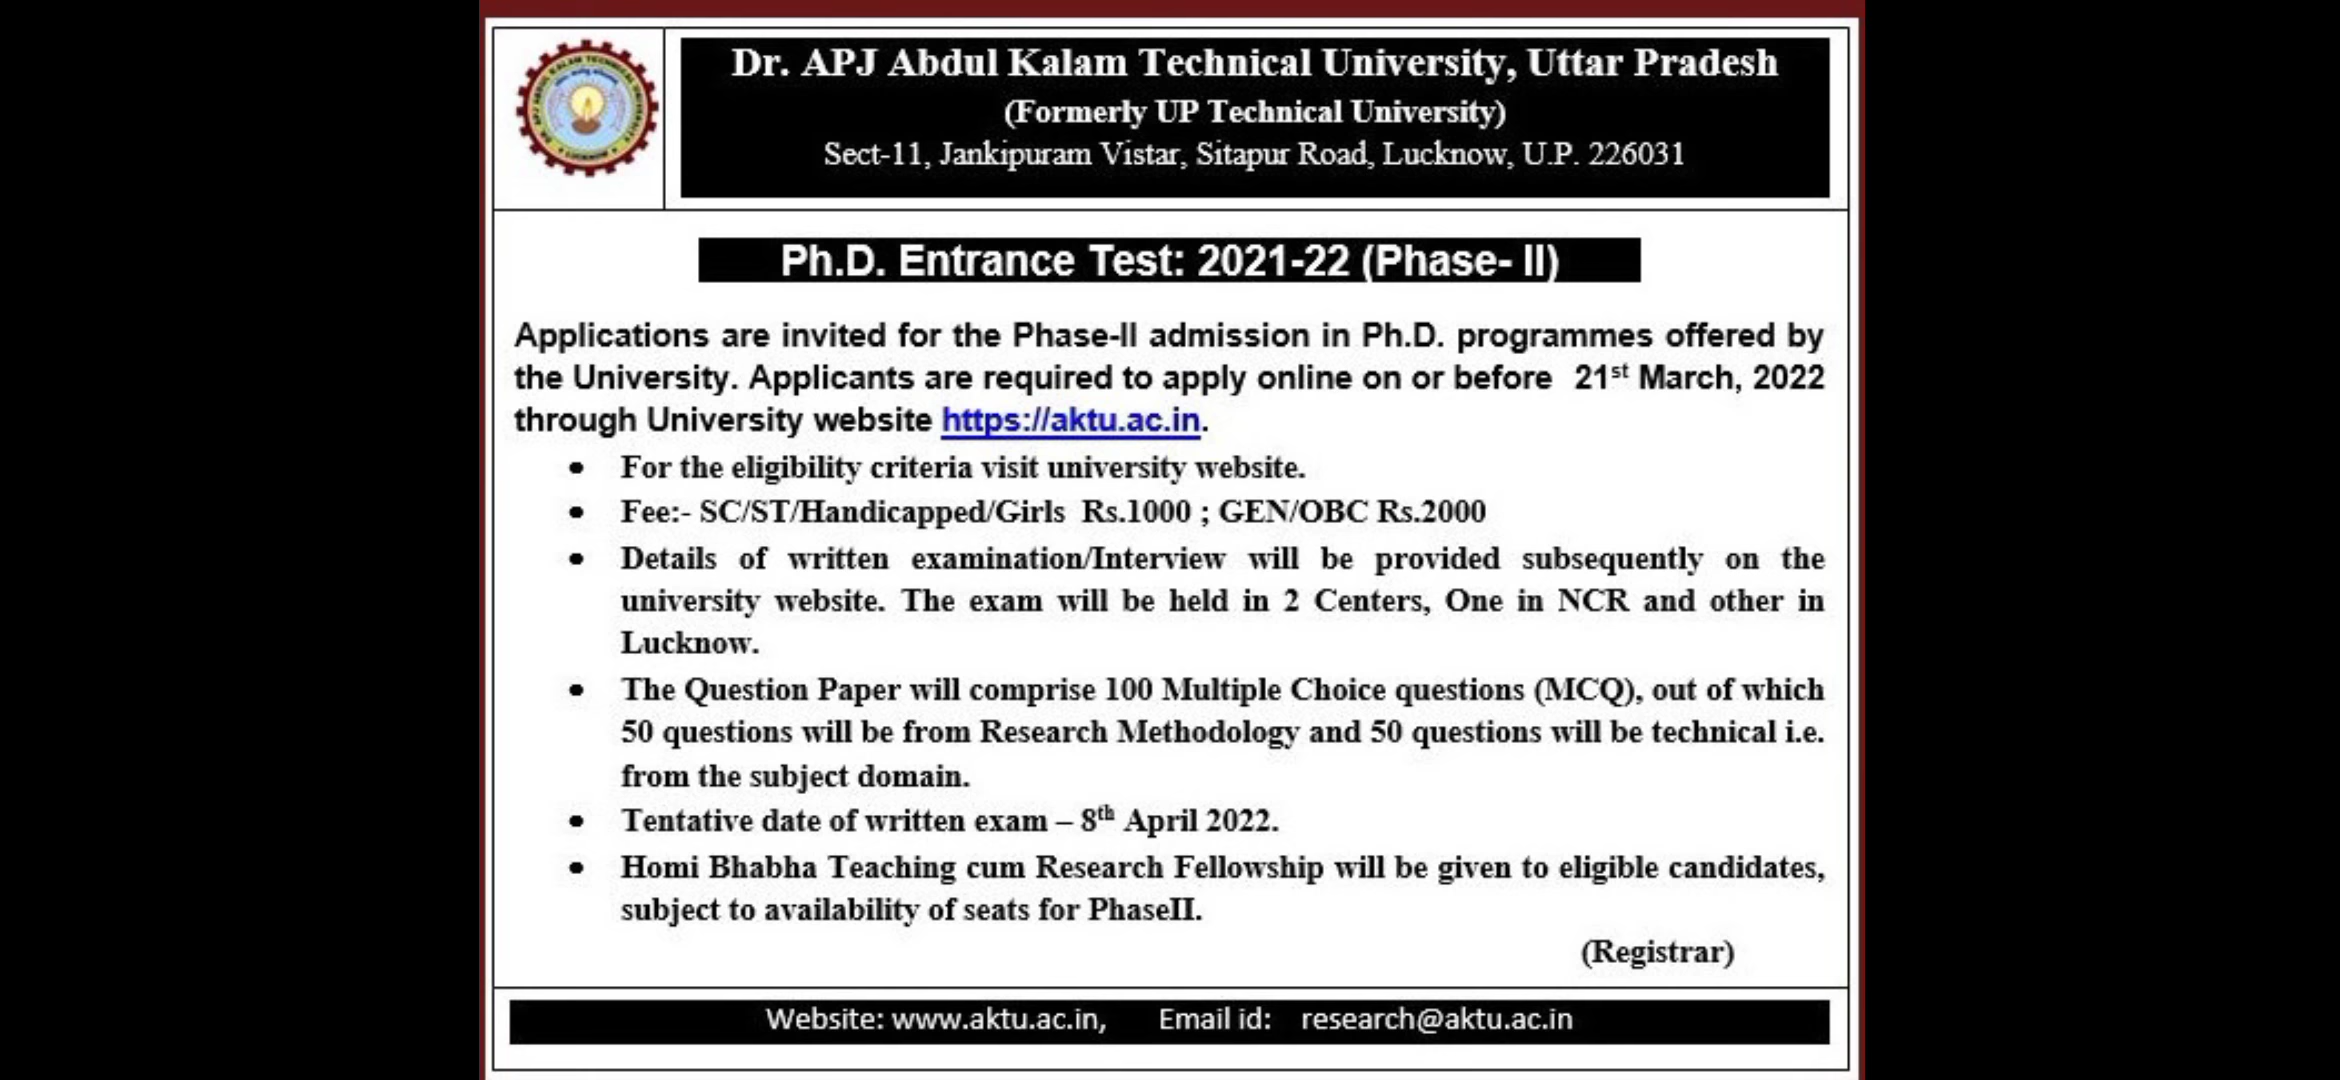 Dr. APJ Abdul Kalam Technical University, Uttar Pradesh
(Formerly UP Technical University)
Sect-11, Jankipuram Vistar, Sitapur Road, Lucknow, U.P. 226031
Ph.D. Entrance Test: 2021-22 (Phase- II)
Applications are invited for the Phase-II admission in Ph.D. programmes offered by
the University. Applicants are required to apply online on or before 21st March, 2022
through University website https://aktu.ac.in.
• For the eligibility criteria visit university website.
• Fee:- SC/ST/Handicapped/Girls Rs.1000 ; GEN/OBC Rs.2000
• Details of written examination/Interview will be provided subsequently on the
university website. The exam will be held in 2 Centers, One in NCR and other in
Lucknow.
• The Question Paper will comprise 100 Multiple Choice questions (MCQ), out of which
50 questions will be from Research Methodology and 50 questions will be technical i.e.
from the subject domain.
• Tentative date of written exam – 8th April 2022.
• Homi Bhabha Teaching cum Research Fellowship will be given to eligible candidates,
subject to availability of seats for PhaseII.
(Registrar)
Website: www.aktu.ac.in, Email id: research@aktu.ac.in